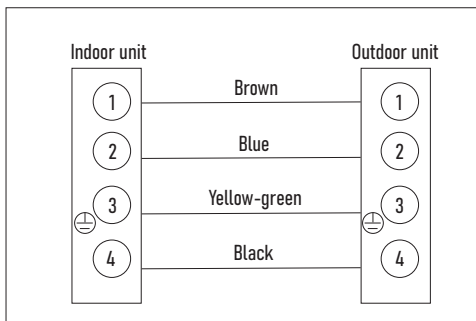 Indoor unit Outdoor unit
1 Brown 1
2 Blue 2
3 Yellow-green 3
4 Black 4